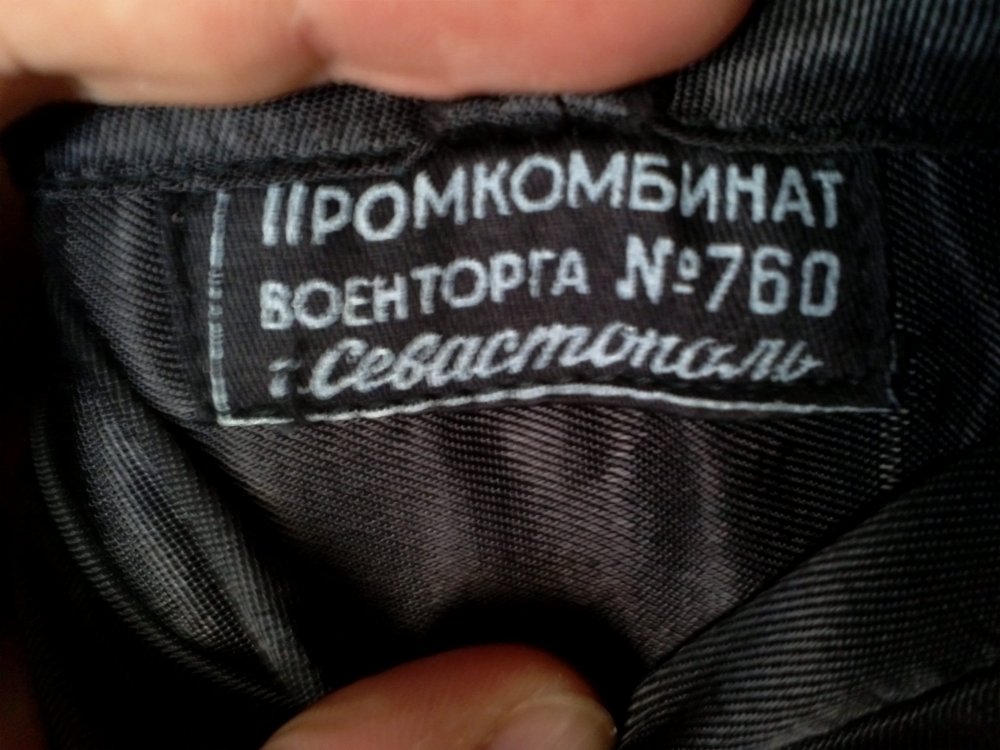 ПРОМКОМБИНАТ
ВОЕНТОРГА №760
г. Севастополь